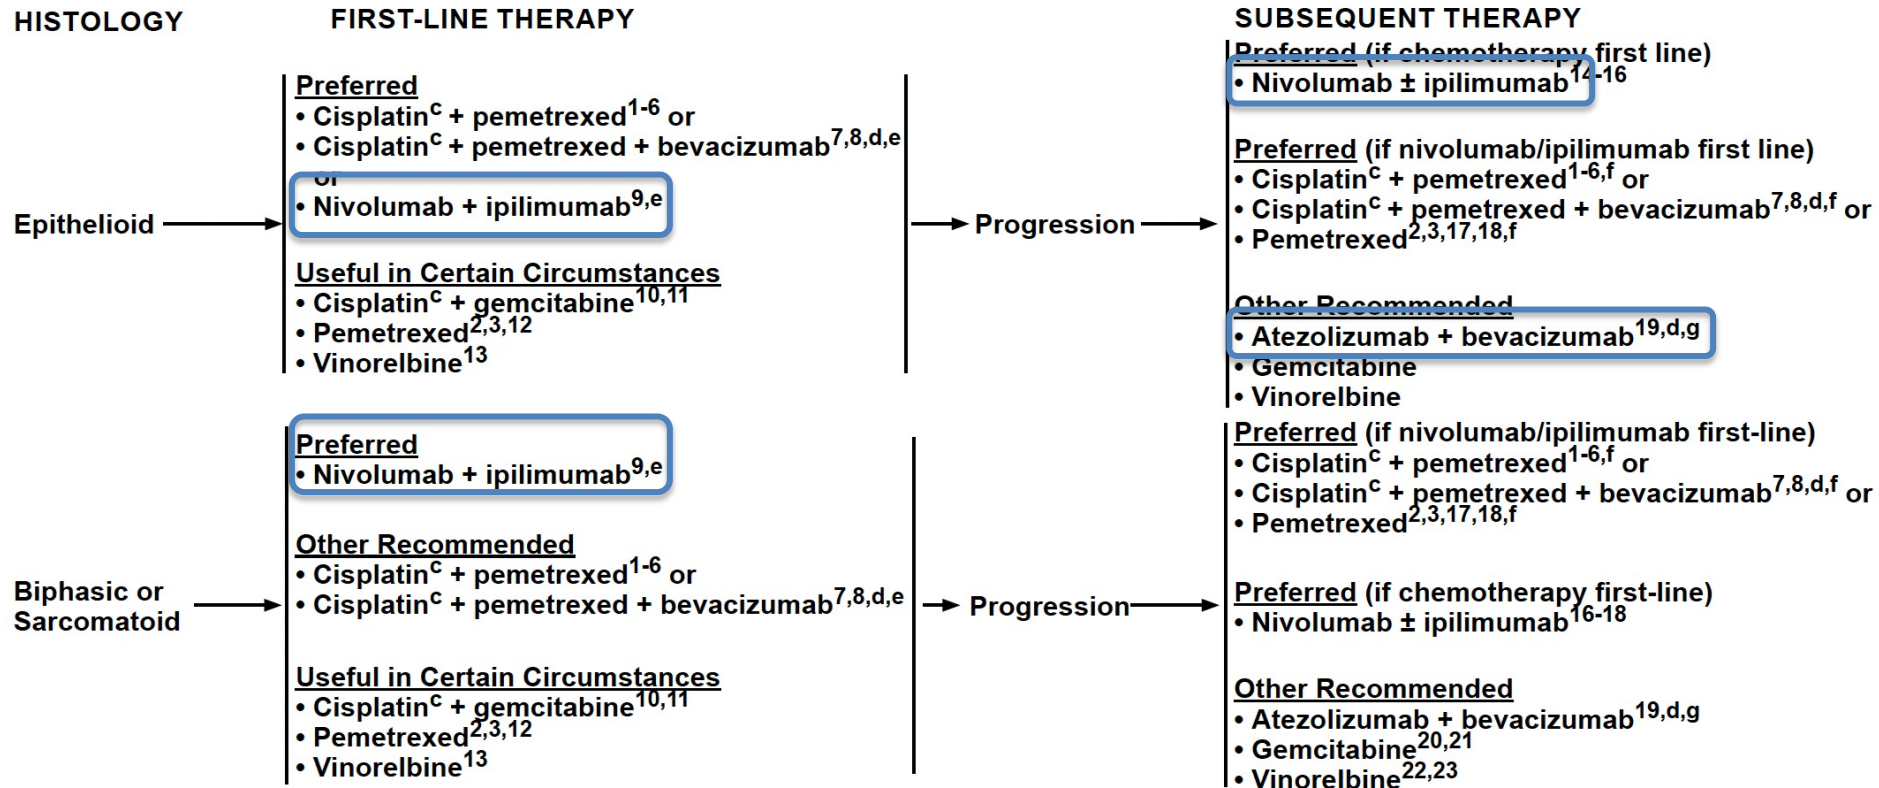 HISTOLOGY
FIRST-LINE THERAPY
SUBSEQUENT THERAPY
Epithelioid
Preferred
• Cisplatinᶜ + pemetrexed¹⁻⁶ or
• Cisplatinᶜ + pemetrexed + bevacizumab⁷,⁸,ᵈ,ᵉ
or
• Nivolumab + ipilimumab⁹,ᵉ
Useful in Certain Circumstances
• Cisplatinᶜ + gemcitabine¹⁰,¹¹
• Pemetrexed²,³,¹²
• Vinorelbine¹³
Progression
Preferred (if chemotherapy first line)
• Nivolumab ± ipilimumab¹⁴⁻¹⁶
Preferred (if nivolumab/ipilimumab first line)
• Cisplatinᶜ + pemetrexed¹⁻⁶,ᶠ or
• Cisplatinᶜ + pemetrexed + bevacizumab⁷,⁸,ᵈ,ᶠ or
• Pemetrexed²,³,¹⁷,¹⁸,ᶠ
Other Recommended
• Atezolizumab + bevacizumab¹⁹,ᵈ,ᵍ
• Gemcitabine
• Vinorelbine
Biphasic or
Sarcomatoid
Preferred
• Nivolumab + ipilimumab⁹,ᵉ
Other Recommended
• Cisplatinᶜ + pemetrexed¹⁻⁶ or
• Cisplatinᶜ + pemetrexed + bevacizumab⁷,⁸,ᵈ,ᵉ
Useful in Certain Circumstances
• Cisplatinᶜ + gemcitabine¹⁰,¹¹
• Pemetrexed²,³,¹²
• Vinorelbine¹³
Progression
Preferred (if nivolumab/ipilimumab first-line)
• Cisplatinᶜ + pemetrexed¹⁻⁶,ᶠ or
• Cisplatinᶜ + pemetrexed + bevacizumab⁷,⁸,ᵈ,ᶠ or
• Pemetrexed²,³,¹⁷,¹⁸,ᶠ
Preferred (if chemotherapy first-line)
• Nivolumab ± ipilimumab¹⁶⁻¹⁸
Other Recommended
• Atezolizumab + bevacizumab¹⁹,ᵈ,ᵍ
• Gemcitabine²⁰,²¹
• Vinorelbine²²,²³